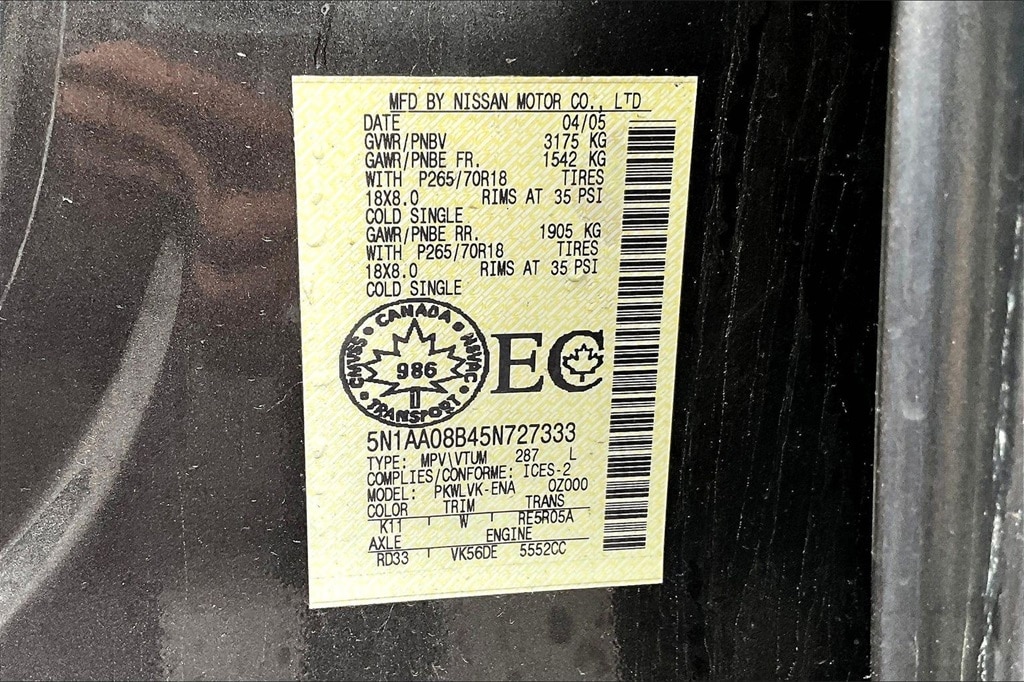 MFD BY NISSAN MOTOR CO., LTD
DATE 04/05
GVWR/PNBV 3175 KG
GAWR/PNBE FR. 1542 KG
WITH P265/70R18 TIRES
18X8.0 RIMS AT 35 PSI
COLD SINGLE
GAWR/PNBE RR. 1905 KG
WITH P265/70R18 TIRES
18X8.0 RIMS AT 35 PSI
COLD SINGLE
CANADA
CMVSS NSVAC
986
TRANSPORT
EC
5N1AA08B45N727333
TYPE: MPV\VTUM 287 L
COMPLIES/CONFORME: ICES-2
MODEL: PKWLVK-ENA 0Z000
COLOR TRIM TRANS
K11 W RE5R05A
AXLE ENGINE
RD33 VK56DE 5552CC